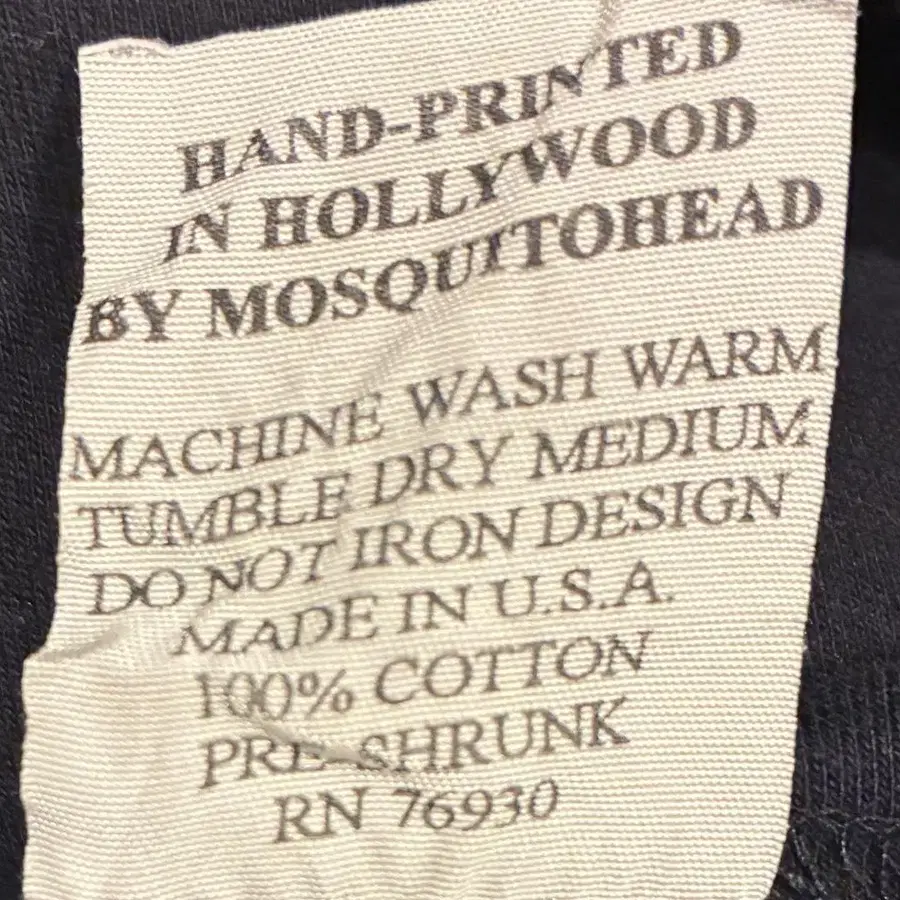 HAND-PRINTED
IN HOLLYWOOD
BY MOSQUITOHEAD
MACHINE WASH WARM
TUMBLE DRY MEDIUM
DO NOT IRON DESIGN
MADE IN U.S.A.
100% COTTON
PRE-SHRUNK
RN 76930